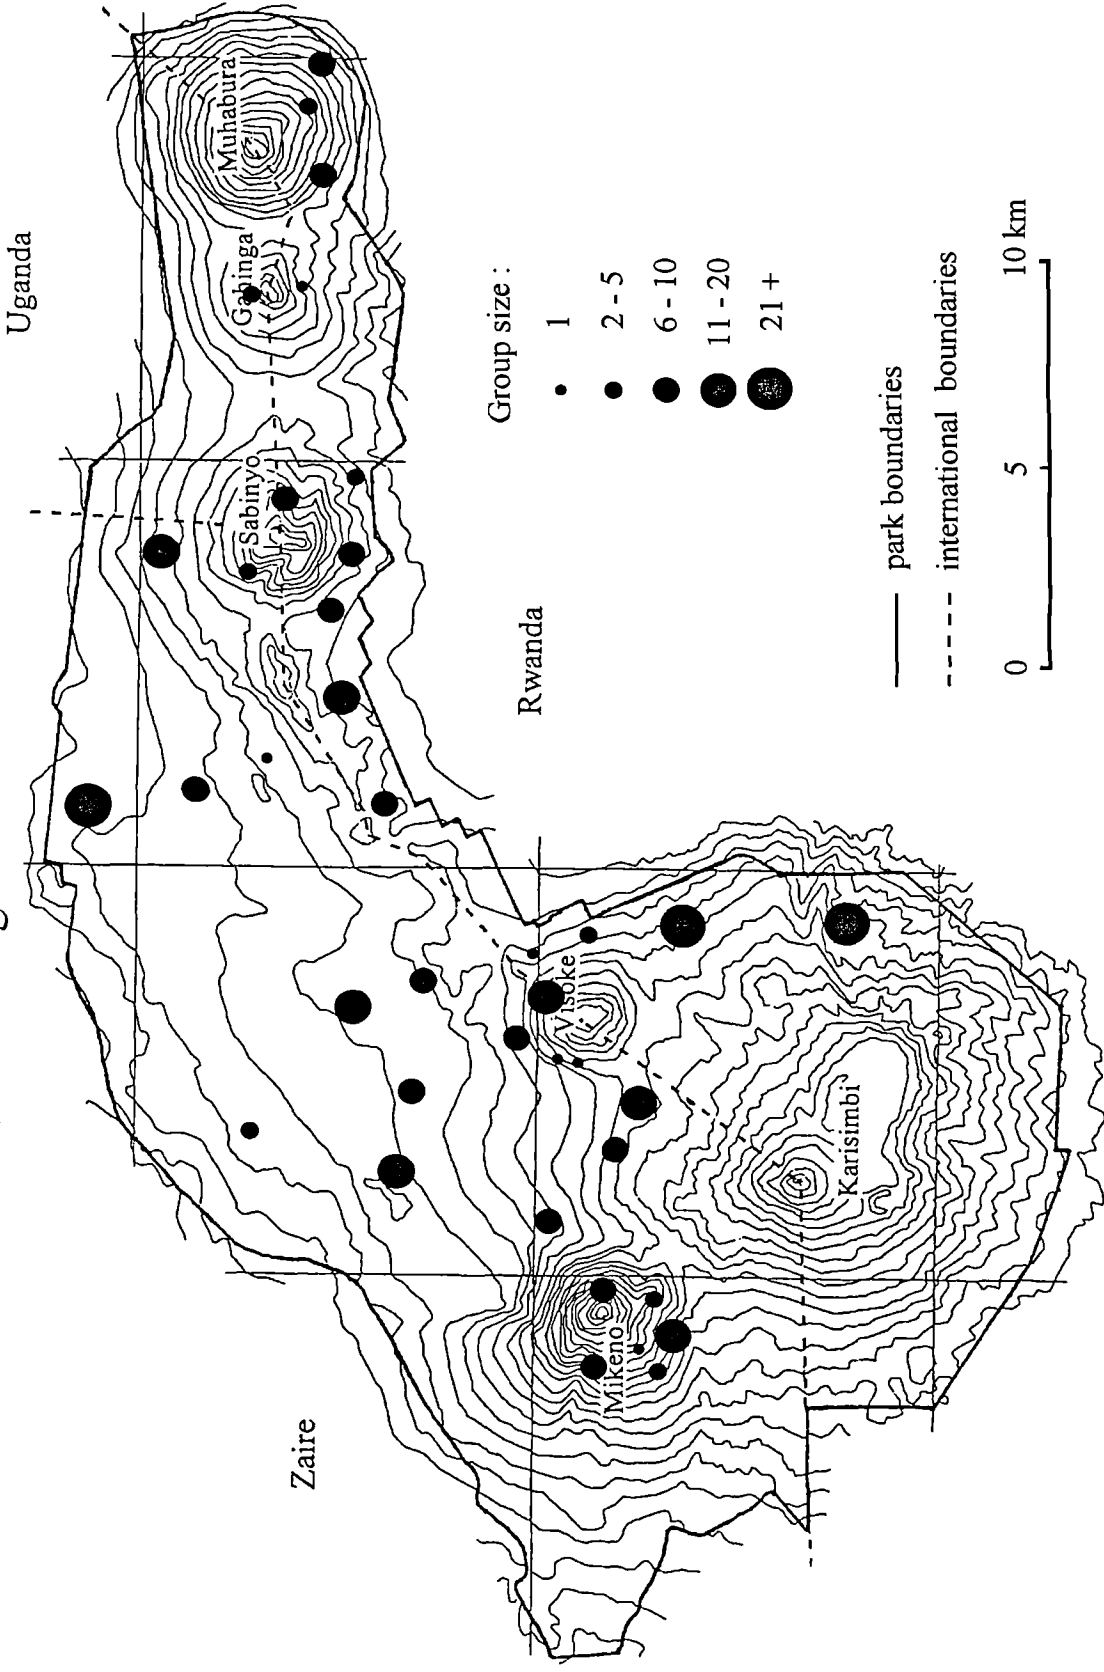 Uganda
Muhabura
Gahinga
Sabinyo
Zaire
Rwanda
Visoke
Mikeno
Karisimbi
Group size :
1
2 - 5
6 - 10
11 - 20
21 +
park boundaries
international boundaries
0 5 10 km